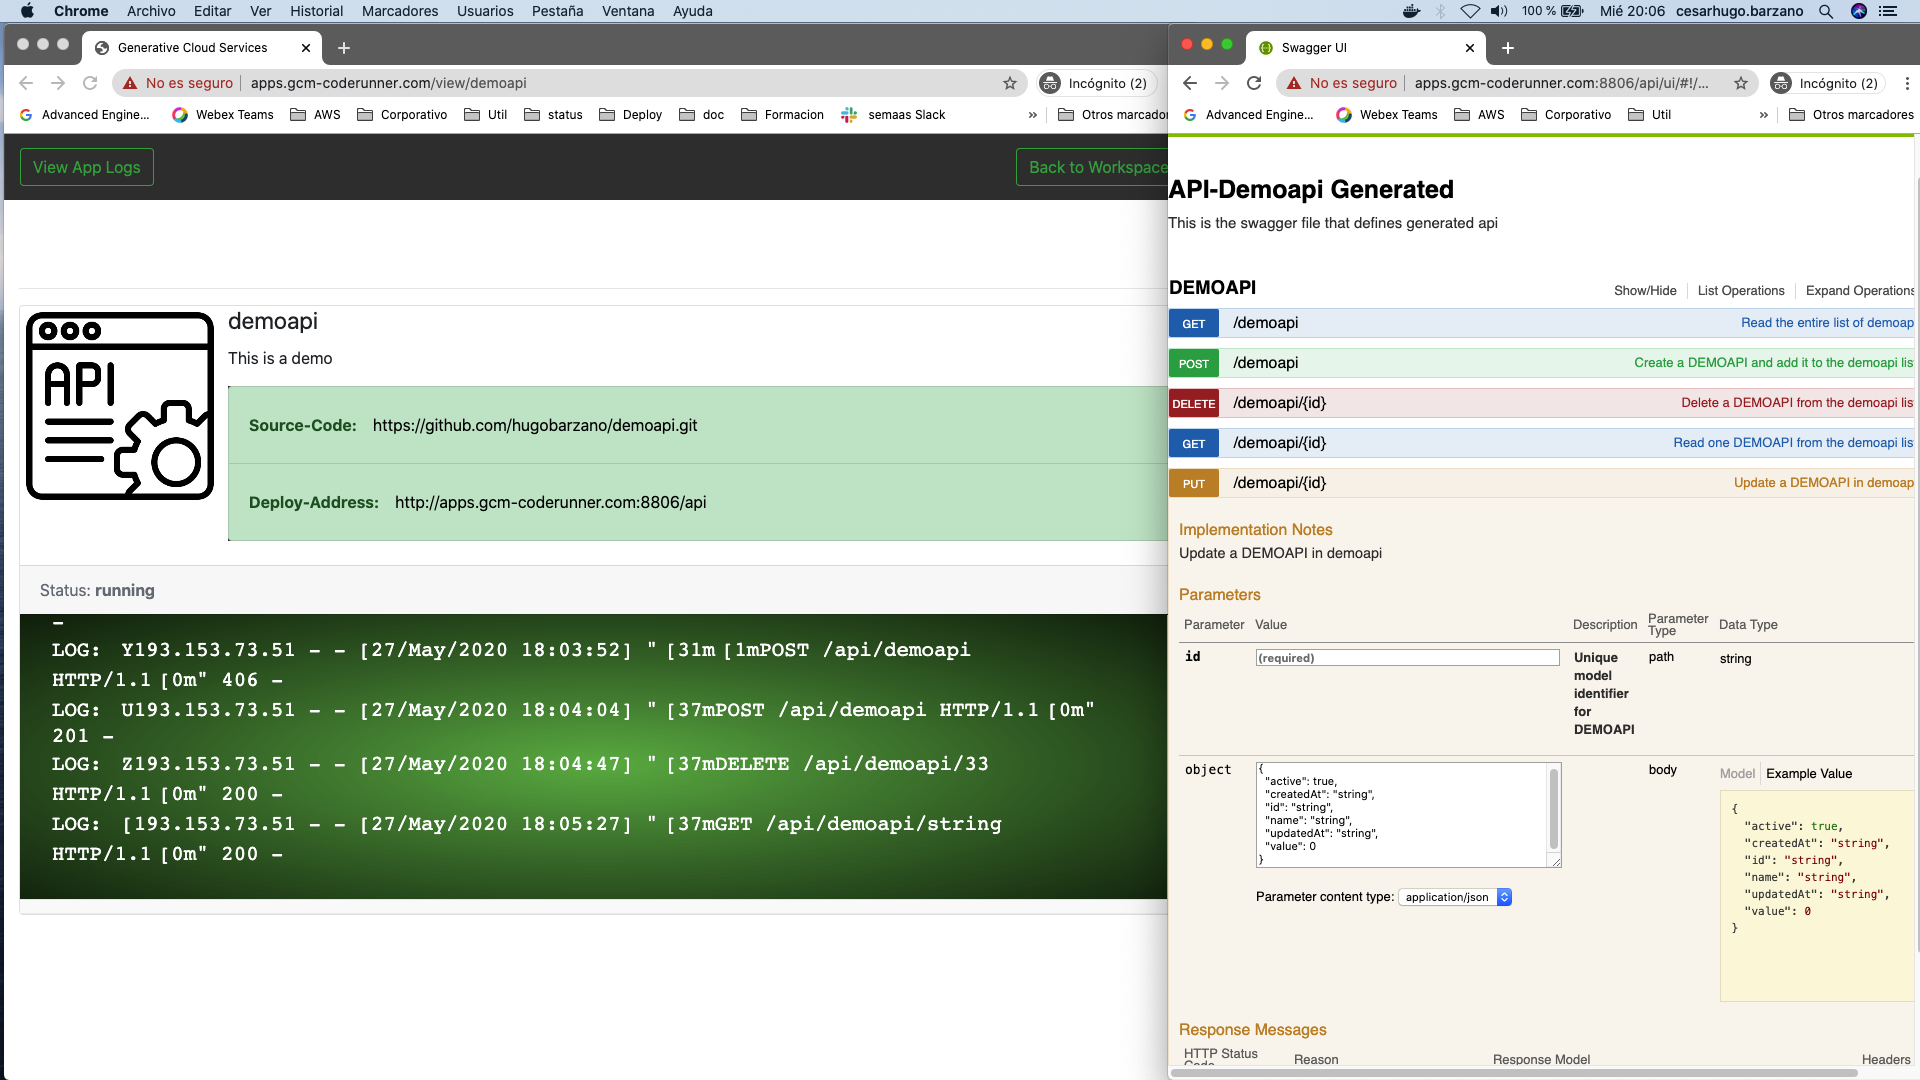 Chrome Archivo Editar Ver Historial Marcadores Usuarios Pestaña Ventana Ayuda 100 % Mié 20:06 cesarhugo.barzano
Generative Cloud Services
No es seguro apps.gcm-coderunner.com/view/demoapi Incógnito (2)
Advanced Engine... Webex Teams AWS Corporativo Util status Deploy doc Formacion semaas Slack » Otros marcador
View App Logs Back to Workspace
API
demoapi
This is a demo
Source-Code: https://github.com/hugobarzano/demoapi.git
Deploy-Address: http://apps.gcm-coderunner.com:8806/api
Status: running
–
LOG: Y193.153.73.51 - - [27/May/2020 18:03:52] "[31m[1mPOST /api/demoapi
HTTP/1.1[0m" 406 -
LOG: U193.153.73.51 - - [27/May/2020 18:04:04] "[37mPOST /api/demoapi HTTP/1.1[0m"
201 -
LOG: Z193.153.73.51 - - [27/May/2020 18:04:47] "[37mDELETE /api/demoapi/33
HTTP/1.1[0m" 200 -
LOG: [193.153.73.51 - - [27/May/2020 18:05:27] "[37mGET /api/demoapi/string
HTTP/1.1[0m" 200 -
Swagger UI
No es seguro apps.gcm-coderunner.com:8806/api/ui/#!/... Incógnito (2)
Advanced Engine... Webex Teams AWS Corporativo Util » Otros marcadores
API-Demoapi Generated
This is the swagger file that defines generated api
DEMOAPI Show/Hide List Operations Expand Operations
GET /demoapi Read the entire list of demoap
POST /demoapi Create a DEMOAPI and add it to the demoapi lis
DELETE /demoapi/{id} Delete a DEMOAPI from the demoapi lis
GET /demoapi/{id} Read one DEMOAPI from the demoapi lis
PUT /demoapi/{id} Update a DEMOAPI in demoap
Implementation Notes
Update a DEMOAPI in demoapi
Parameters
Parameter Value Description Parameter Type Data Type
id (required) Unique model identifier for DEMOAPI path string
object
{
"active": true,
"createdAt": "string",
"id": "string",
"name": "string",
"updatedAt": "string",
"value": 0
}
Parameter content type: application/json
body
Model Example Value
{
"active": true,
"createdAt": "string",
"id": "string",
"name": "string",
"updatedAt": "string",
"value": 0
}
Response Messages
HTTP Status Code Reason Response Model Headers